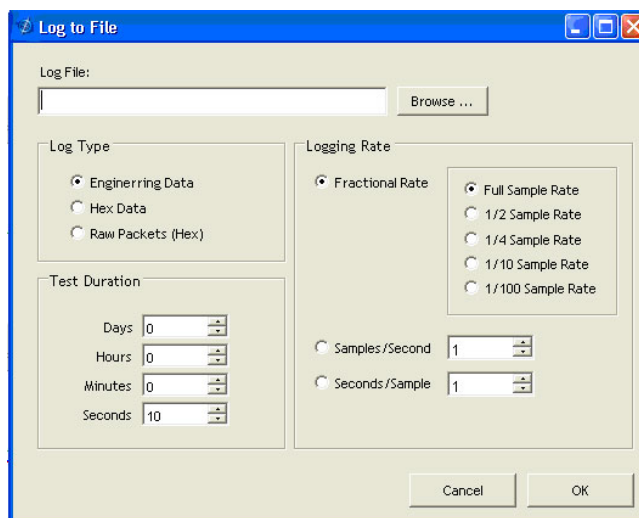 Log to File
Log File:
Browse ...
Log Type
Enginerring Data
Hex Data
Raw Packets (Hex)
Test Duration
Days 0
Hours 0
Minutes 0
Seconds 10
Logging Rate
Fractional Rate
Full Sample Rate
1/2 Sample Rate
1/4 Sample Rate
1/10 Sample Rate
1/100 Sample Rate
Samples/Second 1
Seconds/Sample 1
Cancel
OK